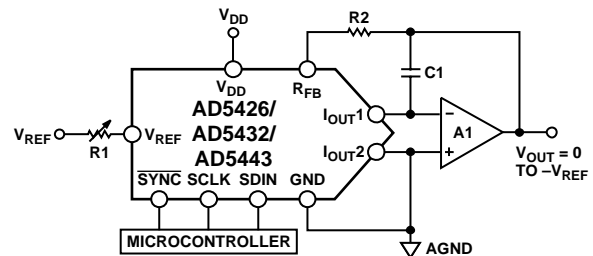 VDD
R2
VDD
RFB
C1
AD5426/
AD5432/
AD5443
IOUT1
IOUT2
VREF
R1
VREF
A1
VOUT = 0
TO –VREF
SYNC SCLK SDIN GND
MICROCONTROLLER
AGND